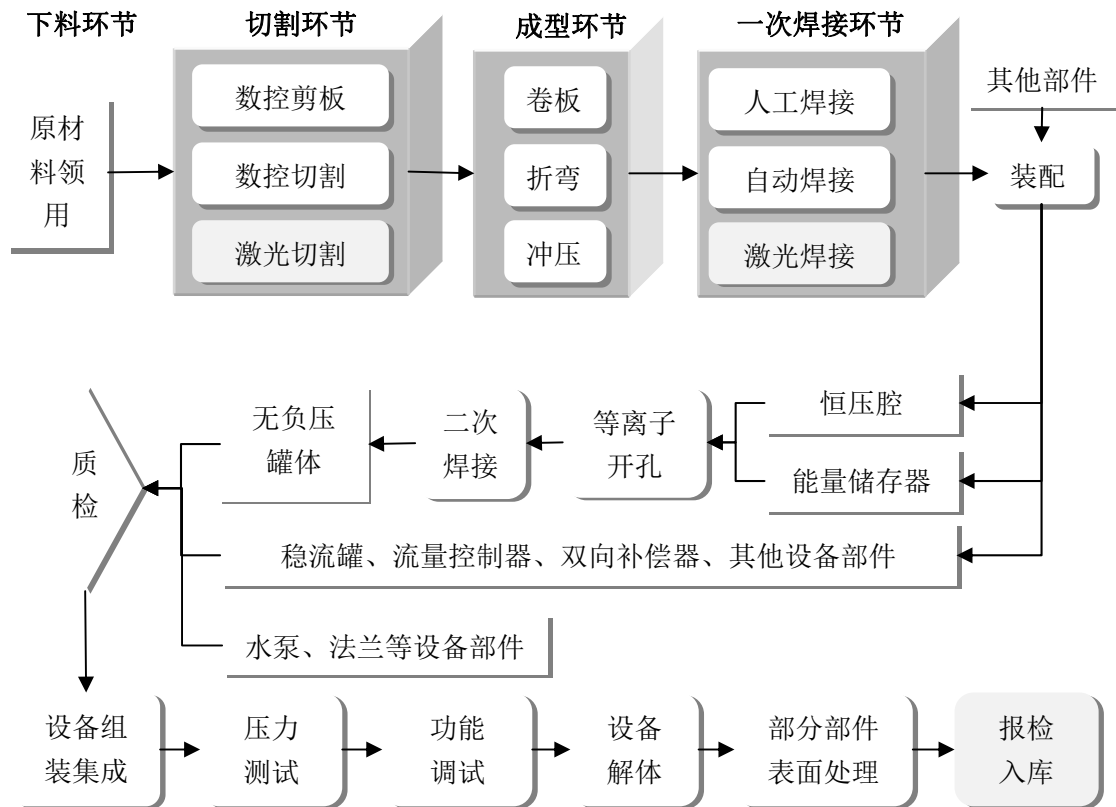 下料环节
切割环节
成型环节
一次焊接环节
原材
料领
用
数控剪板
数控切割
激光切割
卷板
折弯
冲压
人工焊接
自动焊接
激光焊接
其他部件
装配
恒压腔
能量储存器
等离子
开孔
二次
焊接
无负压
罐体
质
检
稳流罐、流量控制器、双向补偿器、其他设备部件
水泵、法兰等设备部件
设备组
装集成
压力
测试
功能
调试
设备
解体
部分部件
表面处理
报检
入库